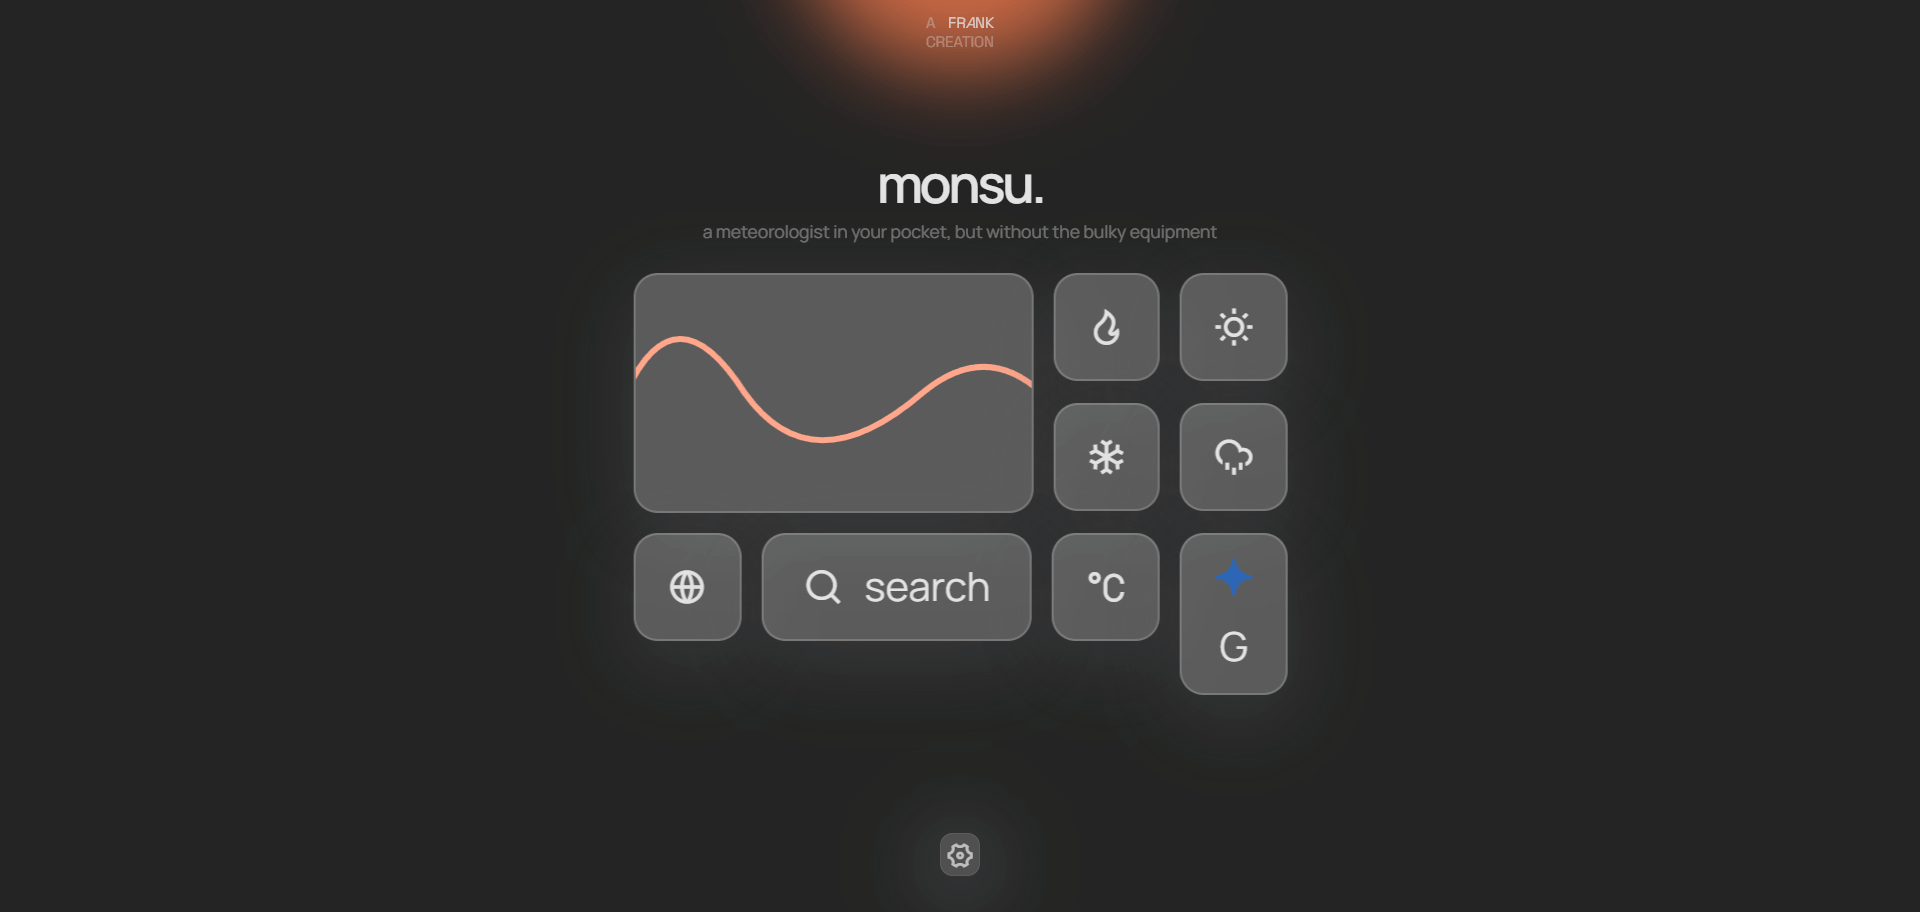 A FRANK
CREATION
monsu.
a meteorologist in your pocket, but without the bulky equipment
search
°C
G